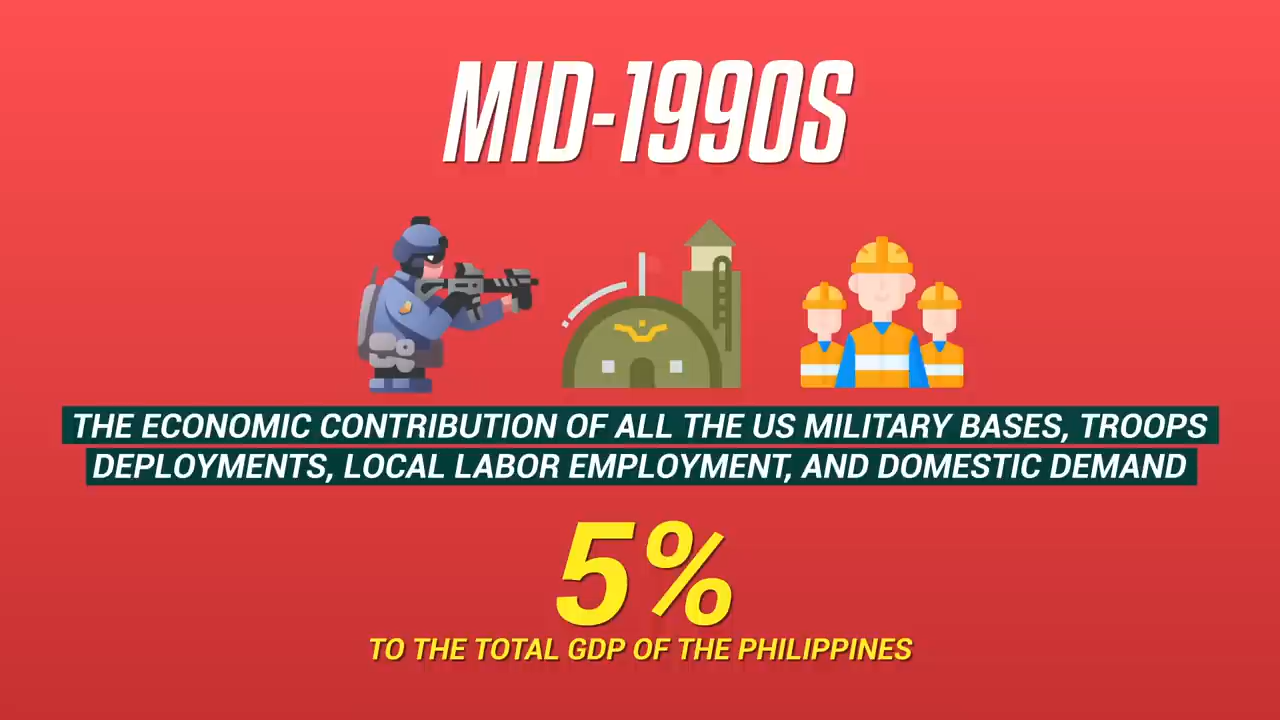 MID-1990S
THE ECONOMIC CONTRIBUTION OF ALL THE US MILITARY BASES, TROOPS
DEPLOYMENTS, LOCAL LABOR EMPLOYMENT, AND DOMESTIC DEMAND
5%
TO THE TOTAL GDP OF THE PHILIPPINES